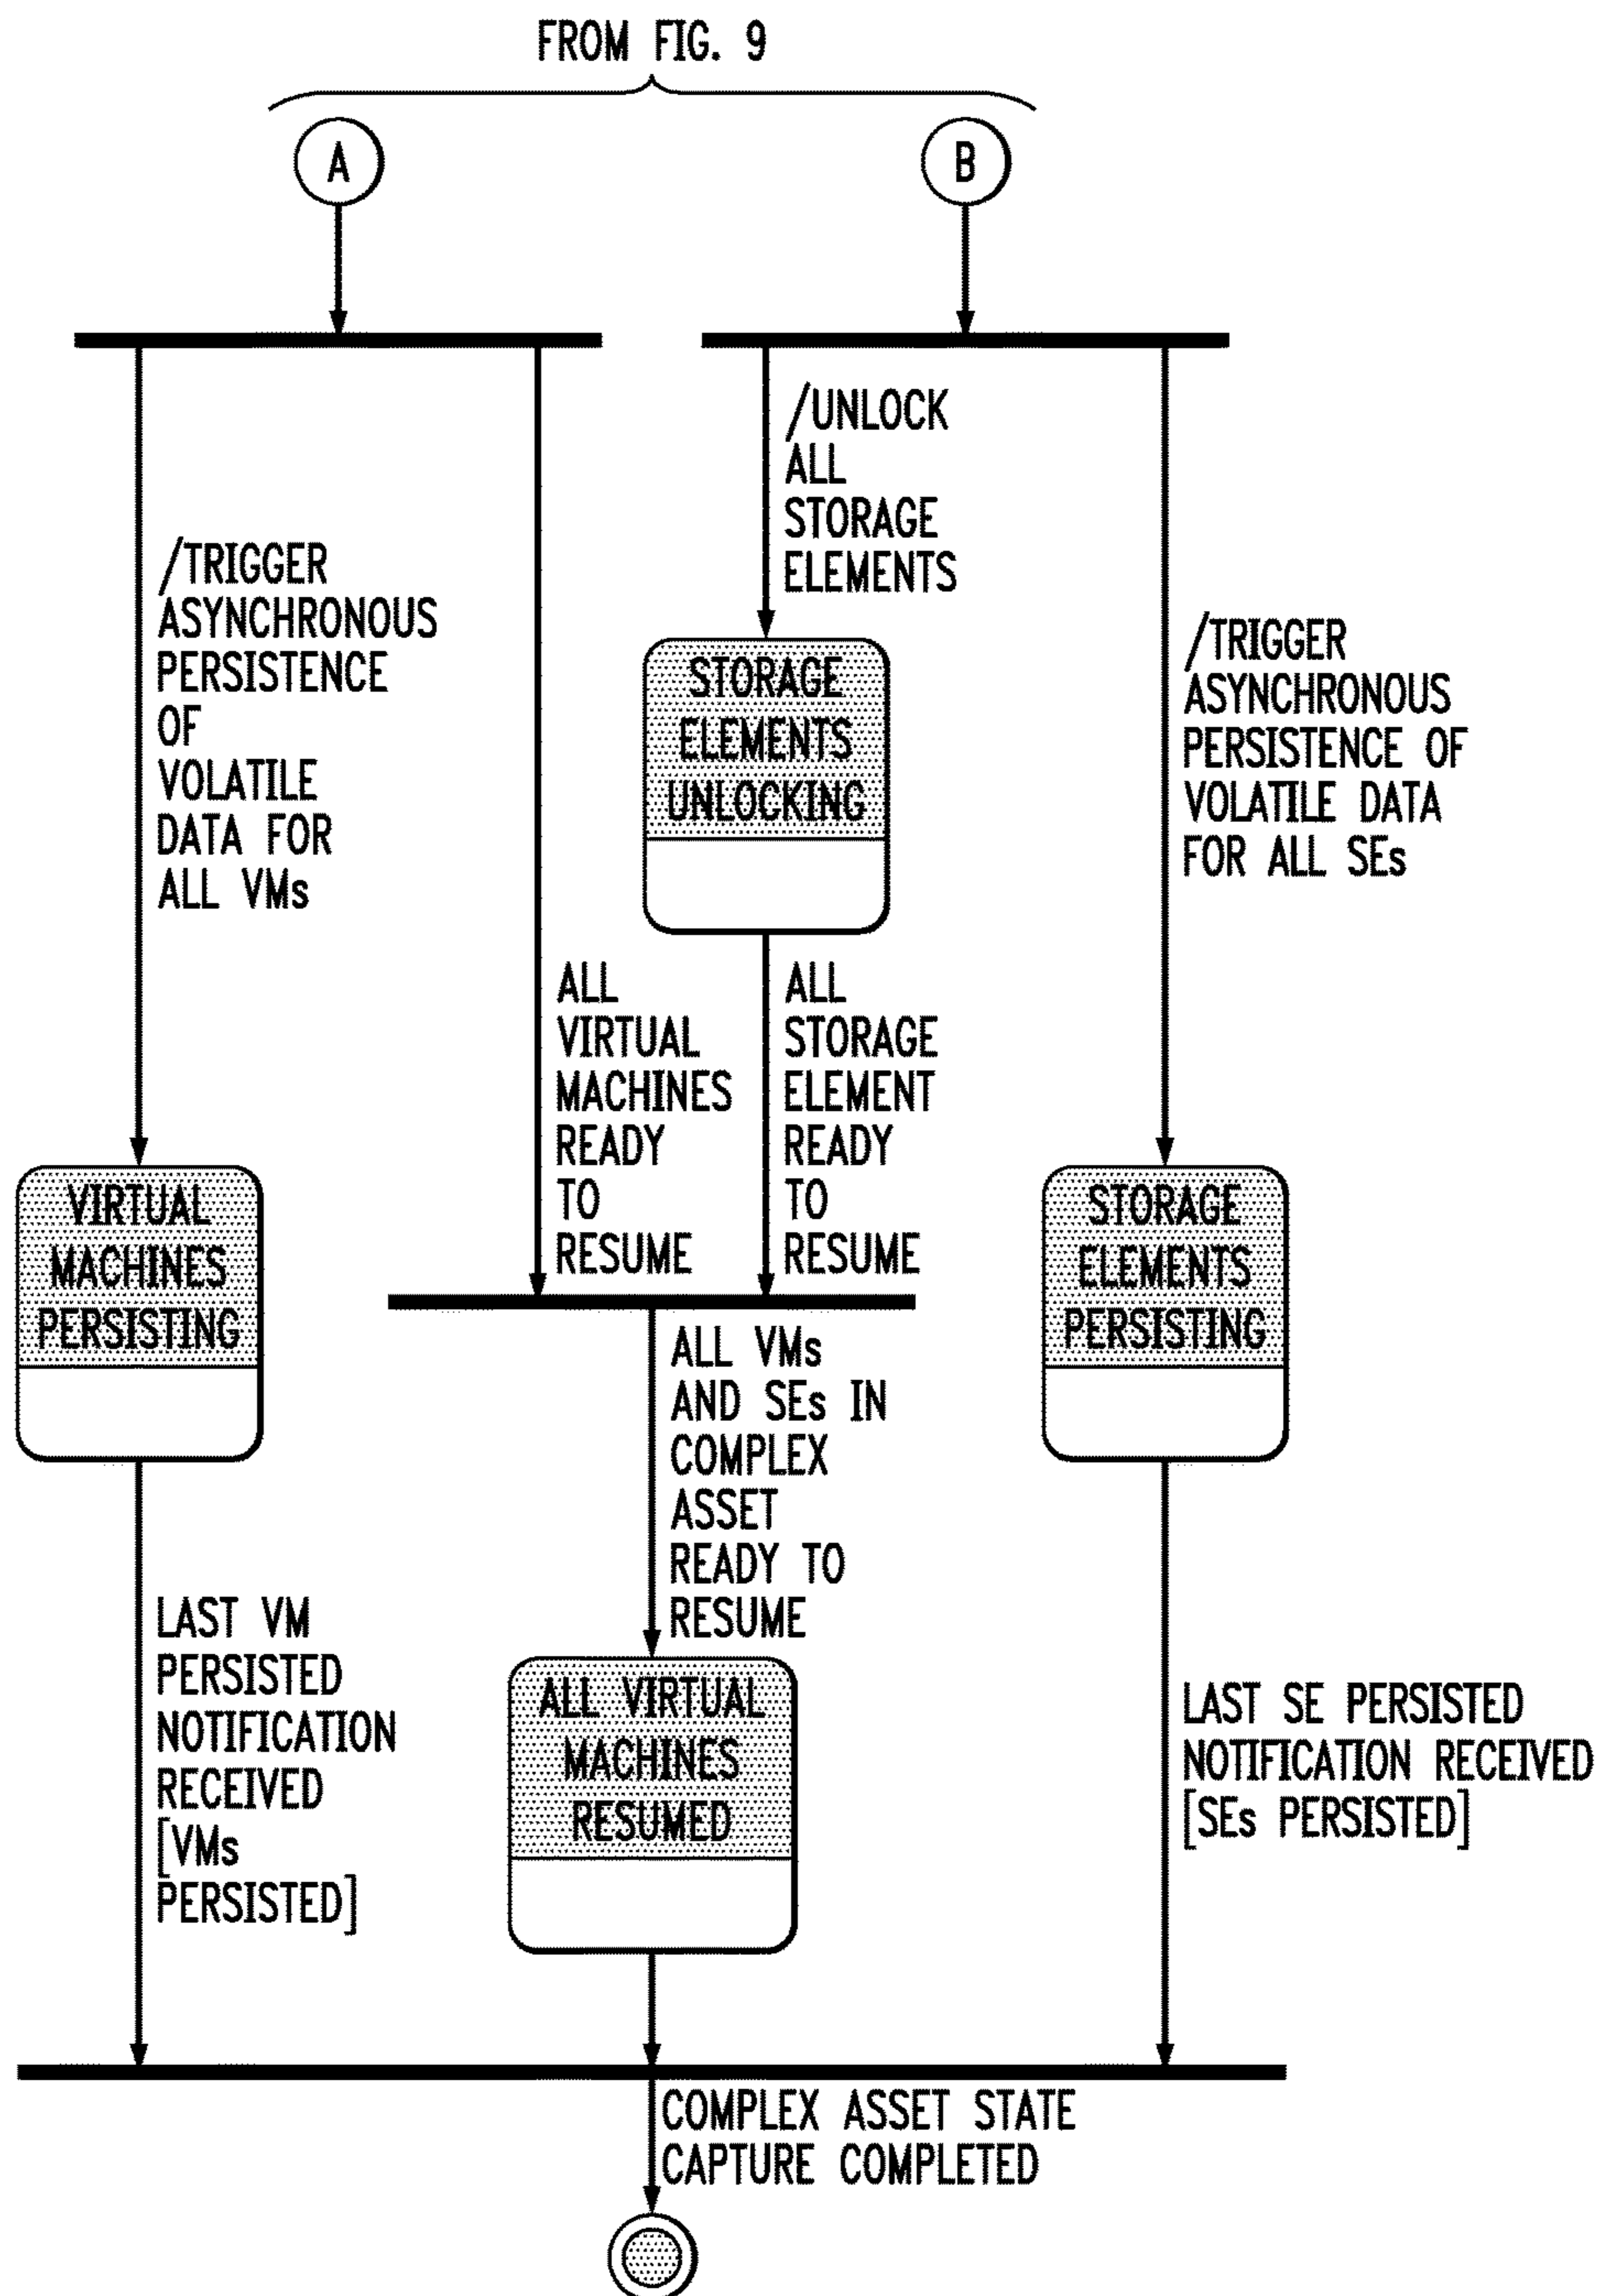 FROM FIG. 9
A
B
/UNLOCK
ALL
STORAGE
ELEMENTS
/TRIGGER
ASYNCHRONOUS
PERSISTENCE
OF
VOLATILE
DATA FOR
ALL VMs
/TRIGGER
ASYNCHRONOUS
PERSISTENCE OF
VOLATILE DATA
FOR ALL SEs
STORAGE
ELEMENTS
UNLOCKING
ALL
VIRTUAL
MACHINES
READY
TO
RESUME
ALL
STORAGE
ELEMENT
READY
TO
RESUME
VIRTUAL
MACHINES
PERSISTING
STORAGE
ELEMENTS
PERSISTING
ALL VMs
AND SEs IN
COMPLEX
ASSET
READY TO
RESUME
LAST VM
PERSISTED
NOTIFICATION
RECEIVED
[VMs
PERSISTED]
ALL VIRTUAL
MACHINES
RESUMED
LAST SE PERSISTED
NOTIFICATION RECEIVED
[SEs PERSISTED]
COMPLEX ASSET STATE
CAPTURE COMPLETED